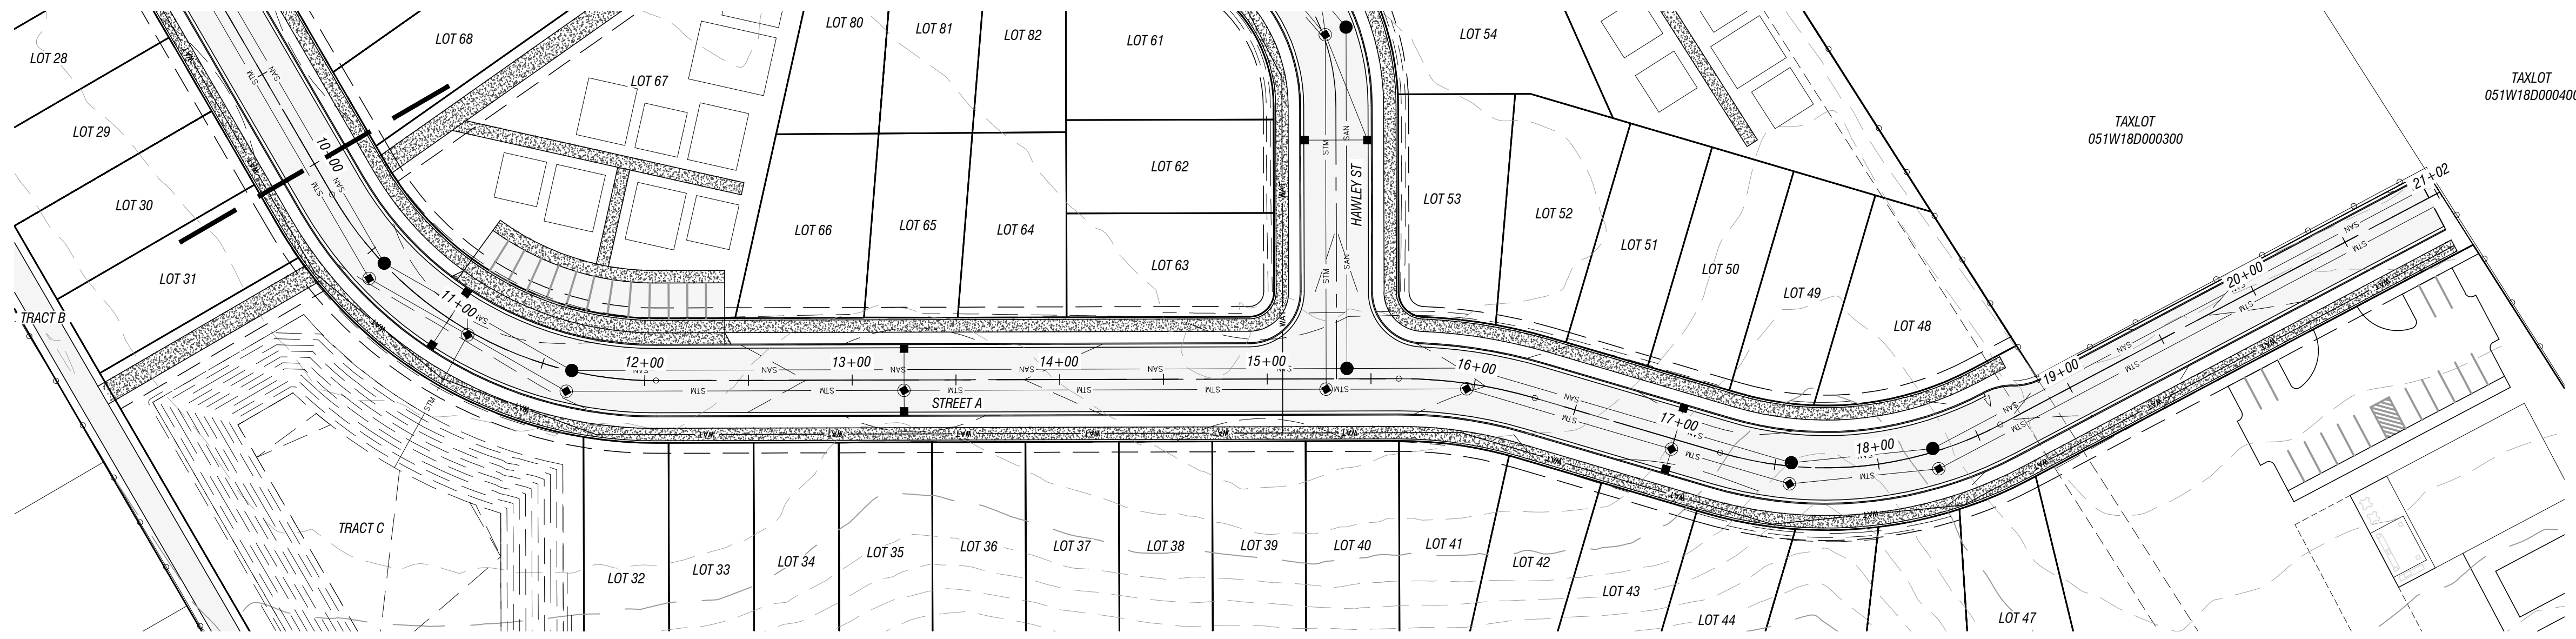 LOT 28
LOT 29
LOT 30
LOT 31
TRACT B
TRACT C
LOT 68
LOT 67
LOT 80
LOT 81
LOT 82
LOT 61
LOT 62
LOT 63
LOT 66
LOT 65
LOT 64
HAWLEY ST
LOT 54
LOT 53
LOT 52
LOT 51
LOT 50
LOT 49
LOT 48
TAXLOT
051W18D000300
TAXLOT
051W18D000400
11+00
12+00
13+00
14+00
15+00
16+00
17+00
18+00
19+00
20+00
21+02
STREET A
SAN
STM
WAT
LOT 32
LOT 33
LOT 34
LOT 35
LOT 36
LOT 37
LOT 38
LOT 39
LOT 40
LOT 41
LOT 42
LOT 43
LOT 44
LOT 47